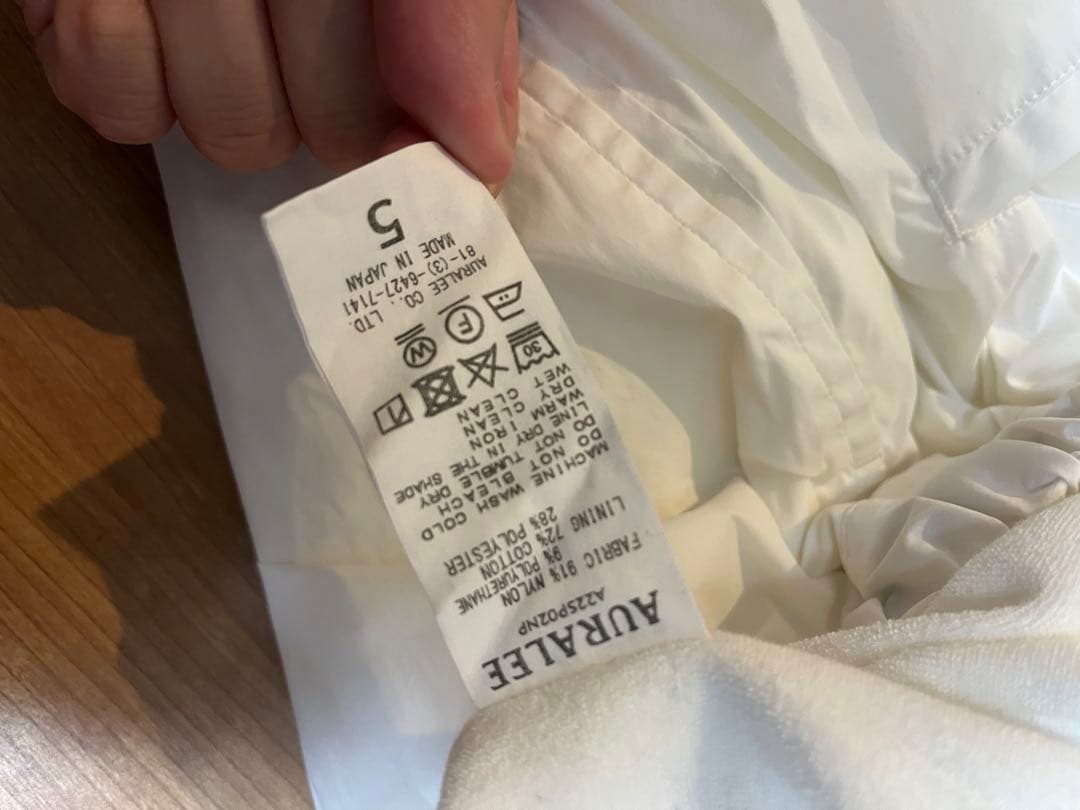 AURALEE
A22SP02NP
FABRIC 91% NYLON
9% POLYURETHANE
LINING 72% COTTON
28% POLYESTER
MACHINE WASH COLD
DO NOT BLEACH
DO NOT TUMBLE DRY
LINE DRY IN THE SHADE
WARM IRON
DRY CLEAN
WET CLEAN
30
F
W
AURALEE CO., LTD.
81-(3)-6427-7141
MADE IN JAPAN
5